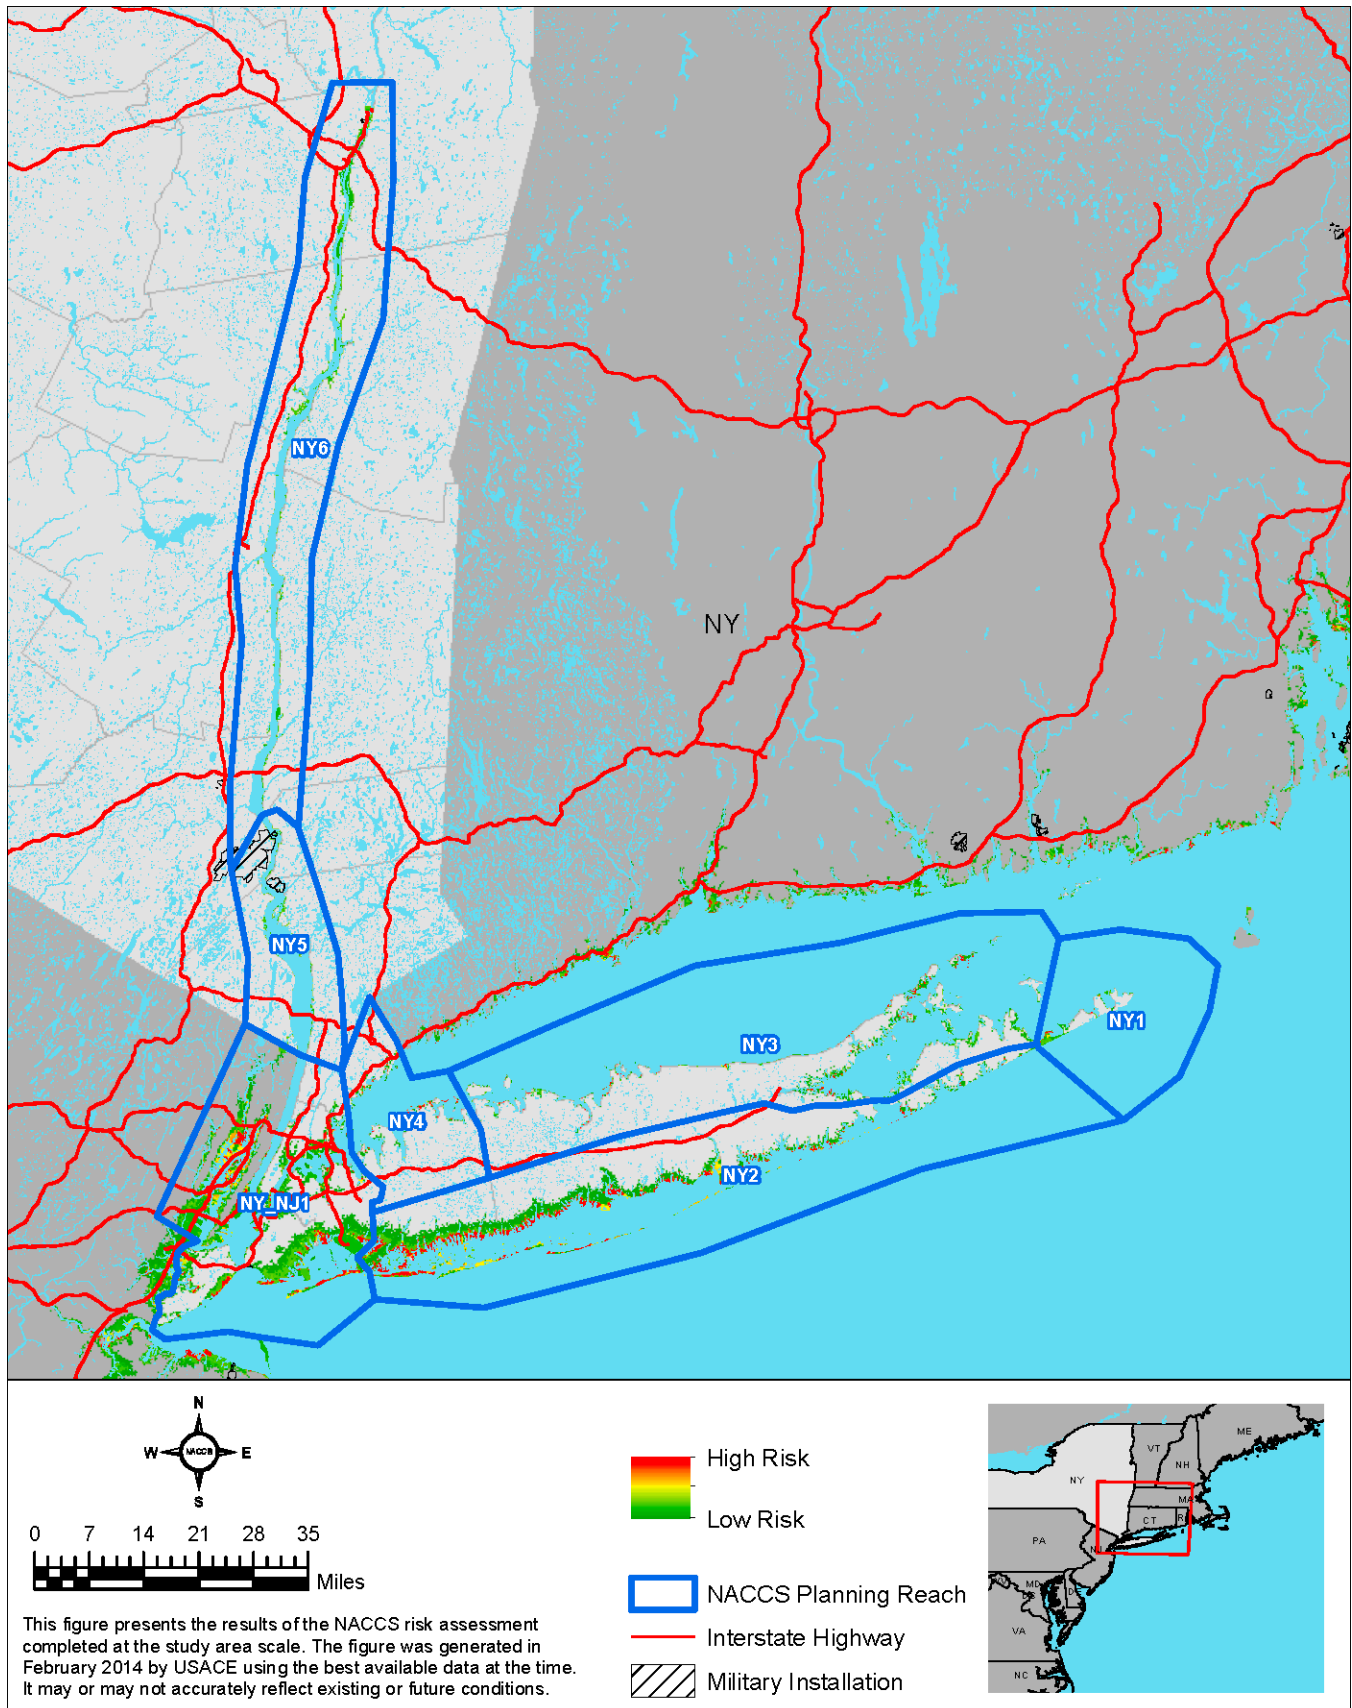 NY6
NY
NY5
NY1
NY3
NY4
NY2
NY_NJ1
N
W NACCS E
S
0 7 14 21 28 35
Miles
This figure presents the results of the NACCS risk assessment
completed at the study area scale. The figure was generated in
February 2014 by USACE using the best available data at the time.
It may or may not accurately reflect existing or future conditions.
High Risk
Low Risk
NACCS Planning Reach
Interstate Highway
Military Installation
ME
VT
NH
NY
MA
CT
RI
PA
NJ
MD
DE
VA
NC